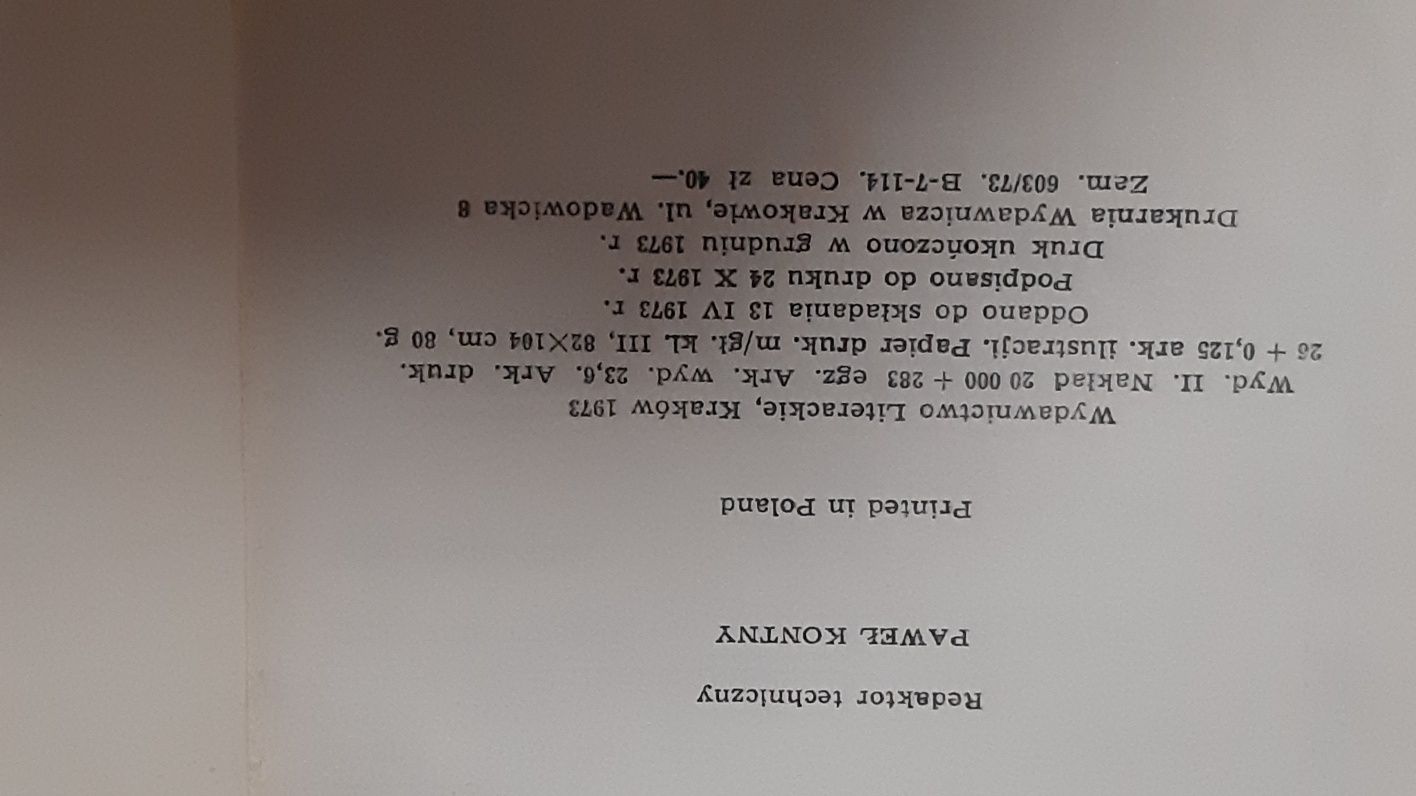 Redaktor techniczny
PAWEŁ KONTNY
Printed in Poland
Wydawnictwo Literackie, Kraków 1973
Wyd. II. Nakład 20 000 + 283 egz. Ark. wyd. 23,6. Ark. druk.
26 + 0,125 ark. ilustracji. Papier druk. m/gł. kl. III, 82×104 cm, 80 g.
Oddano do składania 13 IV 1973 r.
Podpisano do druku 24 X 1973 r.
Druk ukończono w grudniu 1973 r.
Drukarnia Wydawnicza w Krakowie, ul. Wadowicka 8
Zam. 603/73. B-7-114. Cena zł 40.—